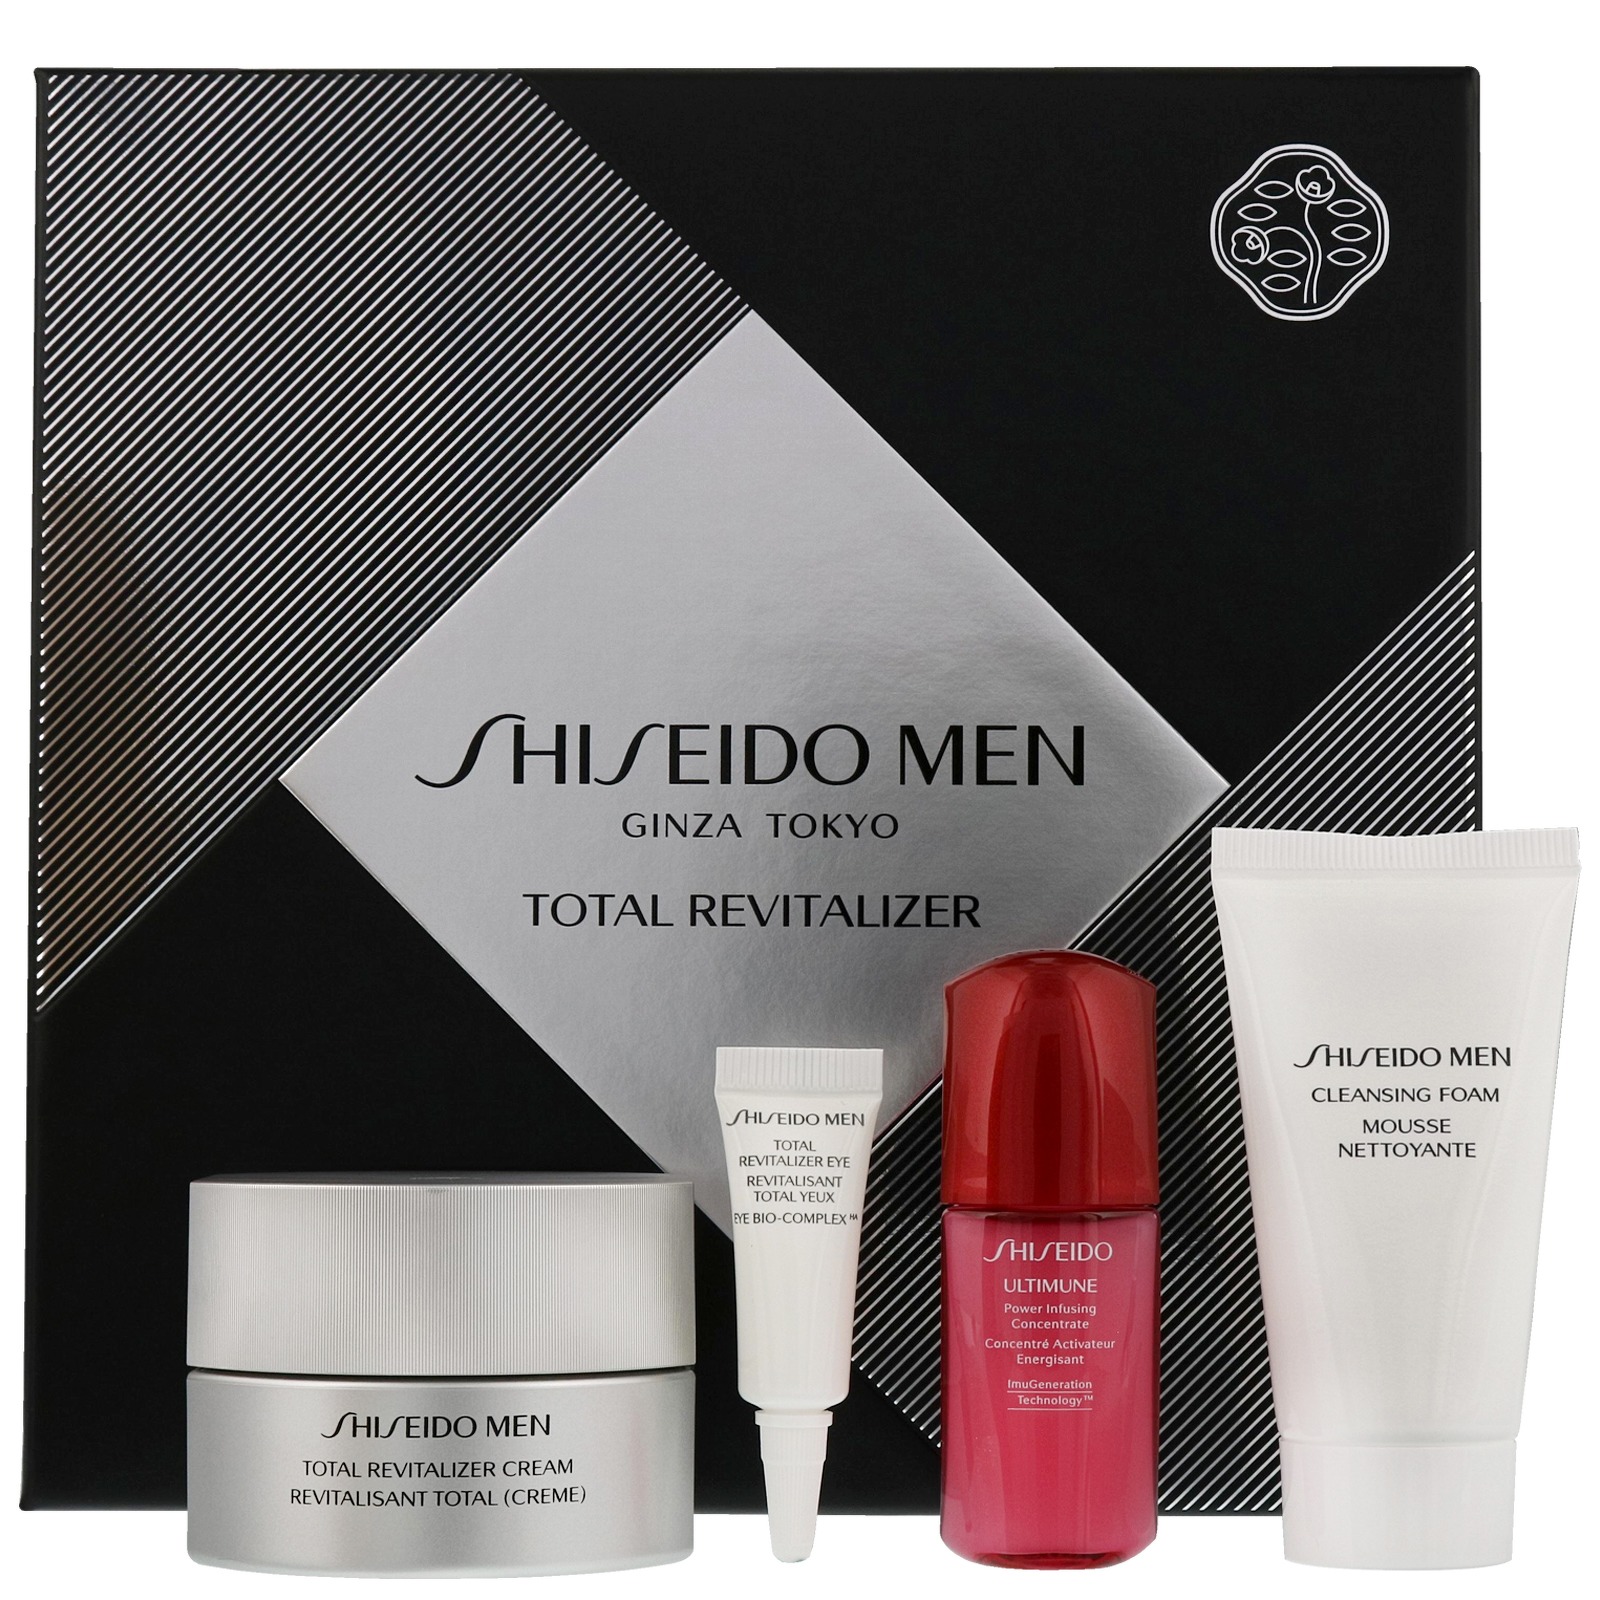 SHISEIDO MEN
GINZA TOKYO
TOTAL REVITALIZER
SHISEIDO MEN
TOTAL REVITALIZER CREAM
REVITALISANT TOTAL (CREME)
SHISEIDO MEN
TOTAL
REVITALIZER EYE
REVITALISANT
TOTAL YEUX
EYE BIO-COMPLEX HA
SHISEIDO
ULTIMUNE
Power Infusing
Concentrate
Concentré Activateur
Energisant
ImuGeneration
Technology™
SHISEIDO MEN
CLEANSING FOAM
MOUSSE
NETTOYANTE